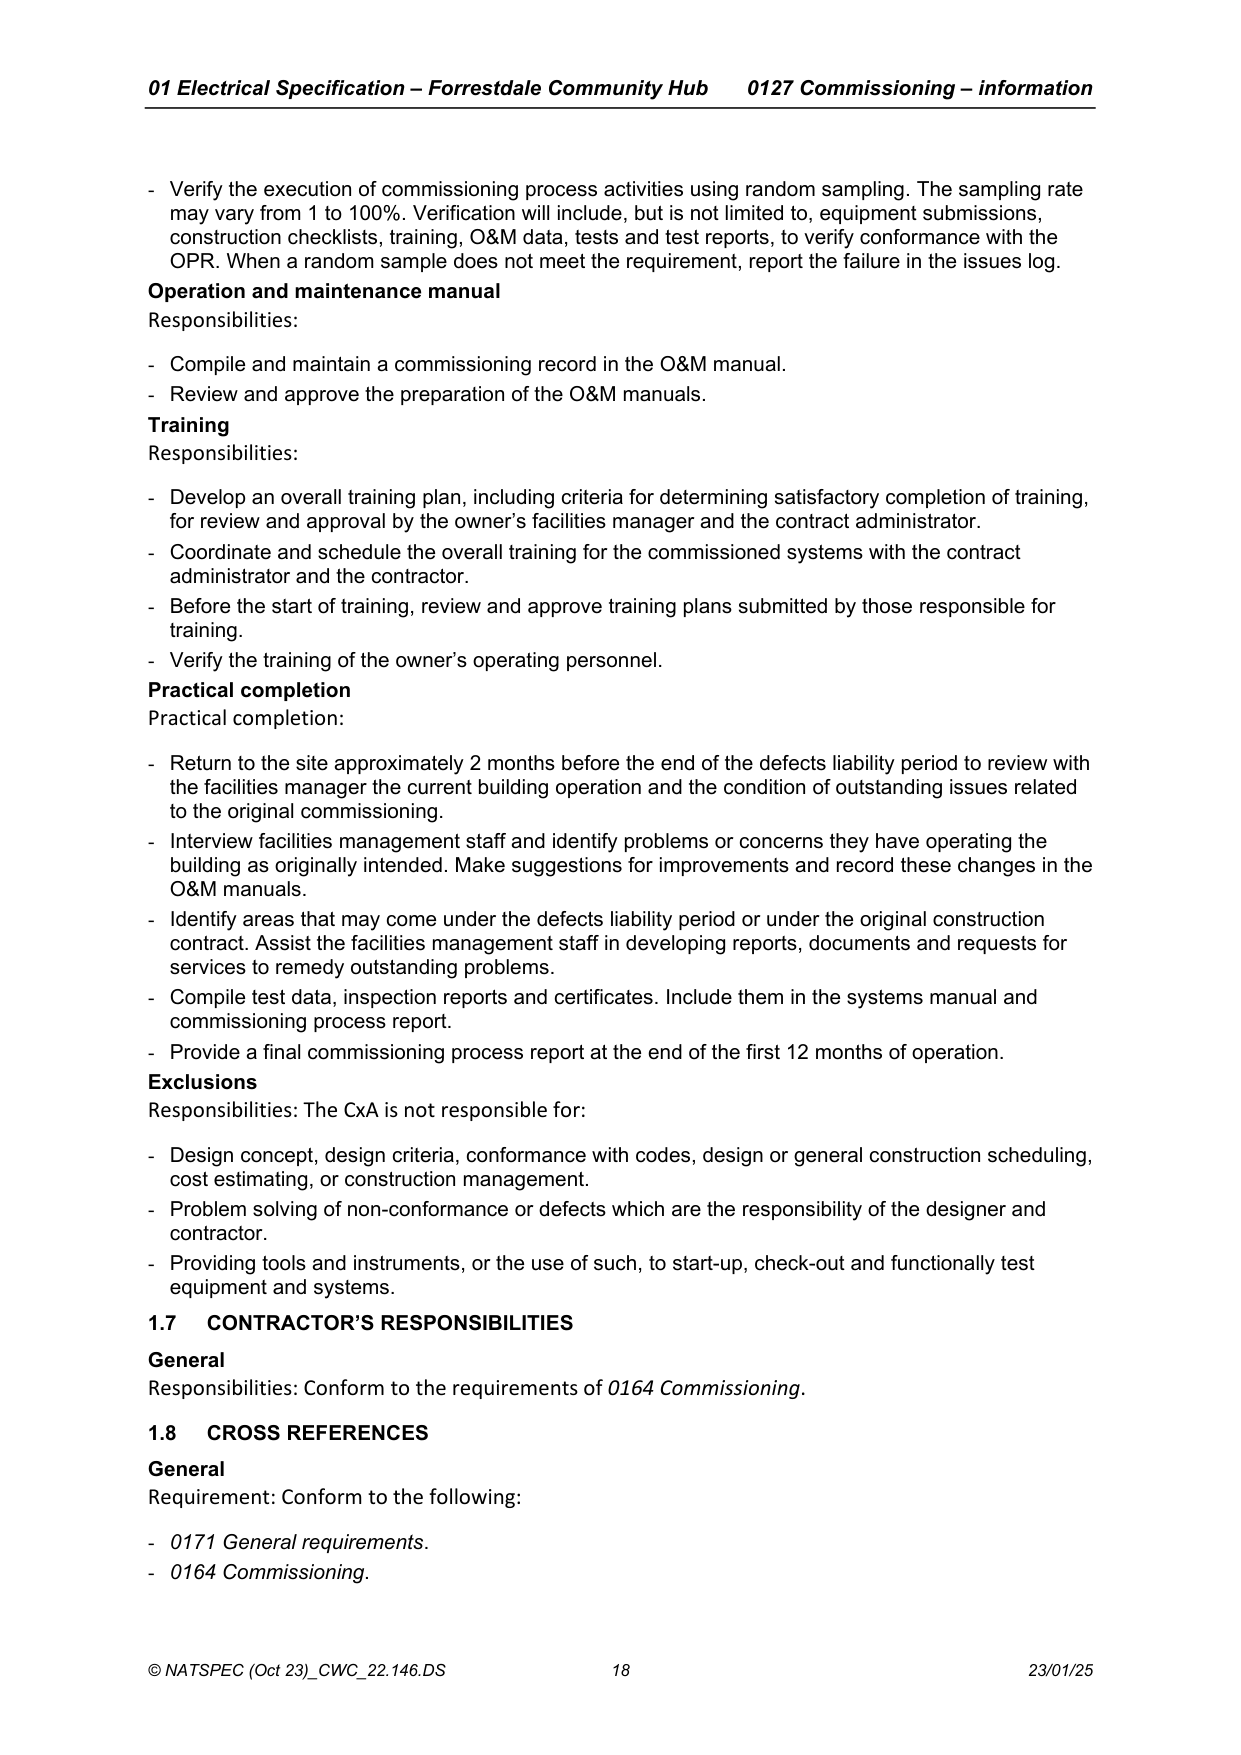 01 Electrical Specification – Forrestdale Community Hub 0127 Commissioning – information
- Verify the execution of commissioning process activities using random sampling. The sampling rate
may vary from 1 to 100%. Verification will include, but is not limited to, equipment submissions,
construction checklists, training, O&M data, tests and test reports, to verify conformance with the
OPR. When a random sample does not meet the requirement, report the failure in the issues log.
Operation and maintenance manual
Responsibilities:
- Compile and maintain a commissioning record in the O&M manual.
- Review and approve the preparation of the O&M manuals.
Training
Responsibilities:
- Develop an overall training plan, including criteria for determining satisfactory completion of training,
for review and approval by the owner’s facilities manager and the contract administrator.
- Coordinate and schedule the overall training for the commissioned systems with the contract
administrator and the contractor.
- Before the start of training, review and approve training plans submitted by those responsible for
training.
- Verify the training of the owner’s operating personnel.
Practical completion
Practical completion:
- Return to the site approximately 2 months before the end of the defects liability period to review with
the facilities manager the current building operation and the condition of outstanding issues related
to the original commissioning.
- Interview facilities management staff and identify problems or concerns they have operating the
building as originally intended. Make suggestions for improvements and record these changes in the
O&M manuals.
- Identify areas that may come under the defects liability period or under the original construction
contract. Assist the facilities management staff in developing reports, documents and requests for
services to remedy outstanding problems.
- Compile test data, inspection reports and certificates. Include them in the systems manual and
commissioning process report.
- Provide a final commissioning process report at the end of the first 12 months of operation.
Exclusions
Responsibilities: The CxA is not responsible for:
- Design concept, design criteria, conformance with codes, design or general construction scheduling,
cost estimating, or construction management.
- Problem solving of non-conformance or defects which are the responsibility of the designer and
contractor.
- Providing tools and instruments, or the use of such, to start-up, check-out and functionally test
equipment and systems.
1.7 CONTRACTOR’S RESPONSIBILITIES
General
Responsibilities: Conform to the requirements of 0164 Commissioning.
1.8 CROSS REFERENCES
General
Requirement: Conform to the following:
- 0171 General requirements.
- 0164 Commissioning.
© NATSPEC (Oct 23)_CWC_22.146.DS 18 23/01/25